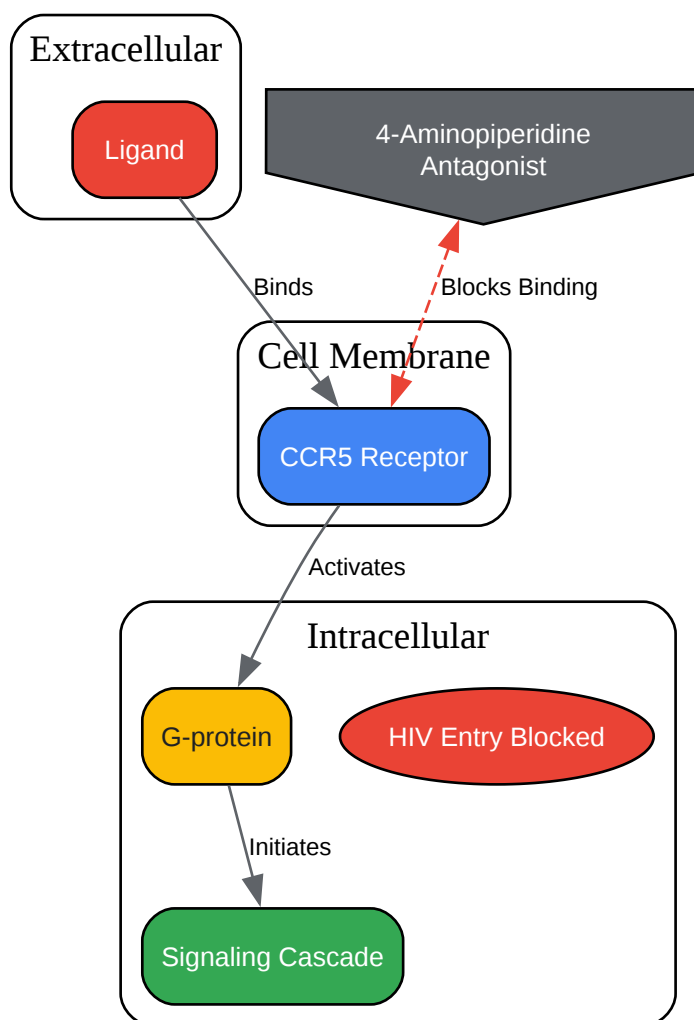 Extracellular
Ligand
4-Aminopiperidine
Antagonist
Binds
Blocks Binding
Cell Membrane
CCR5 Receptor
Activates
Intracellular
G-protein
HIV Entry Blocked
Initiates
Signaling Cascade